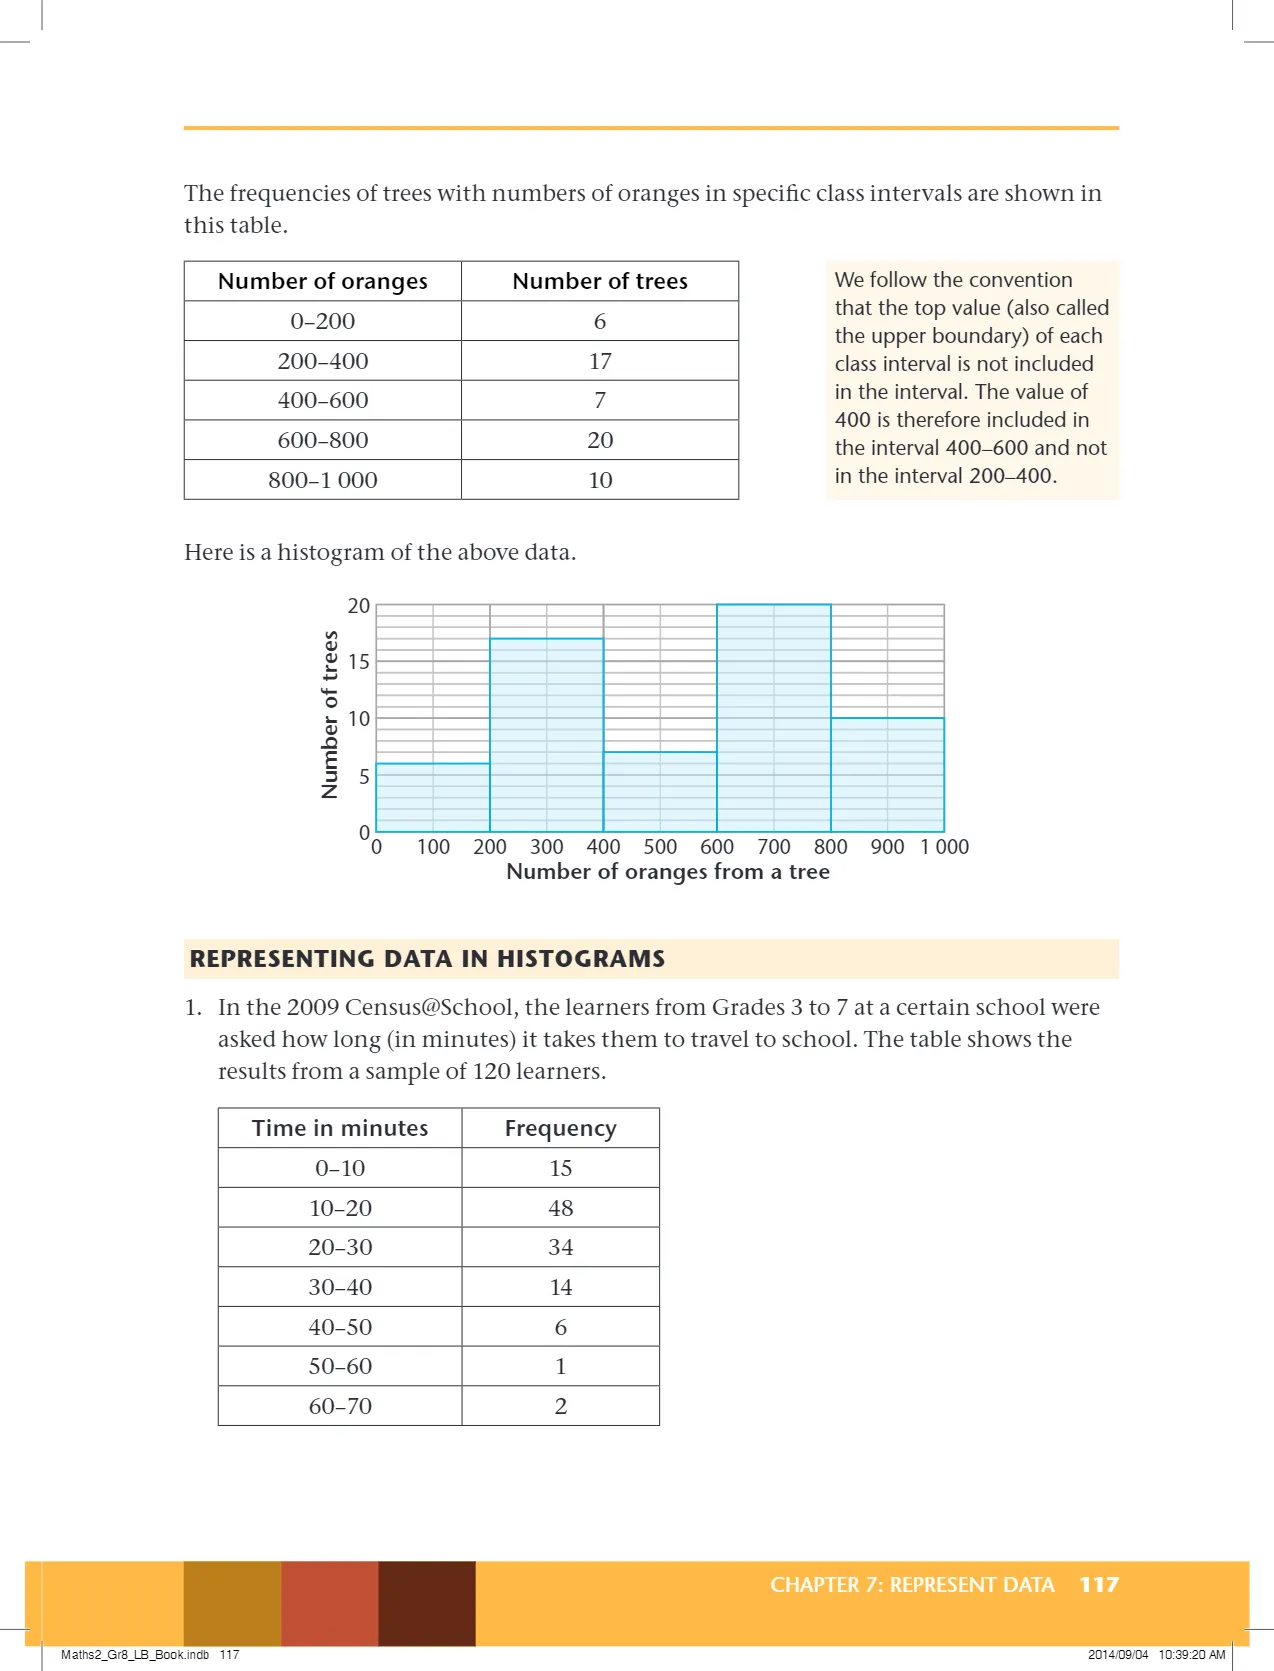 The frequencies of trees with numbers of oranges in specific class intervals are shown in
this table.
Number of oranges Number of trees
0–200 6
200–400 17
400–600 7
600–800 20
800–1 000 10
We follow the convention
that the top value (also called
the upper boundary) of each
class interval is not included
in the interval. The value of
400 is therefore included in
the interval 400–600 and not
in the interval 200–400.
Here is a histogram of the above data.
Number of trees
20
15
10
5
0
0 100 200 300 400 500 600 700 800 900 1 000
Number of oranges from a tree
REPRESENTING DATA IN HISTOGRAMS
1. In the 2009 Census@School, the learners from Grades 3 to 7 at a certain school were
asked how long (in minutes) it takes them to travel to school. The table shows the
results from a sample of 120 learners.
Time in minutes Frequency
0–10 15
10–20 48
20–30 34
30–40 14
40–50 6
50–60 1
60–70 2
CHAPTER 7: REPRESENT DATA 117
Maths2_Gr8_LB_Book.indb 117 2014/09/04 10:39:20 AM